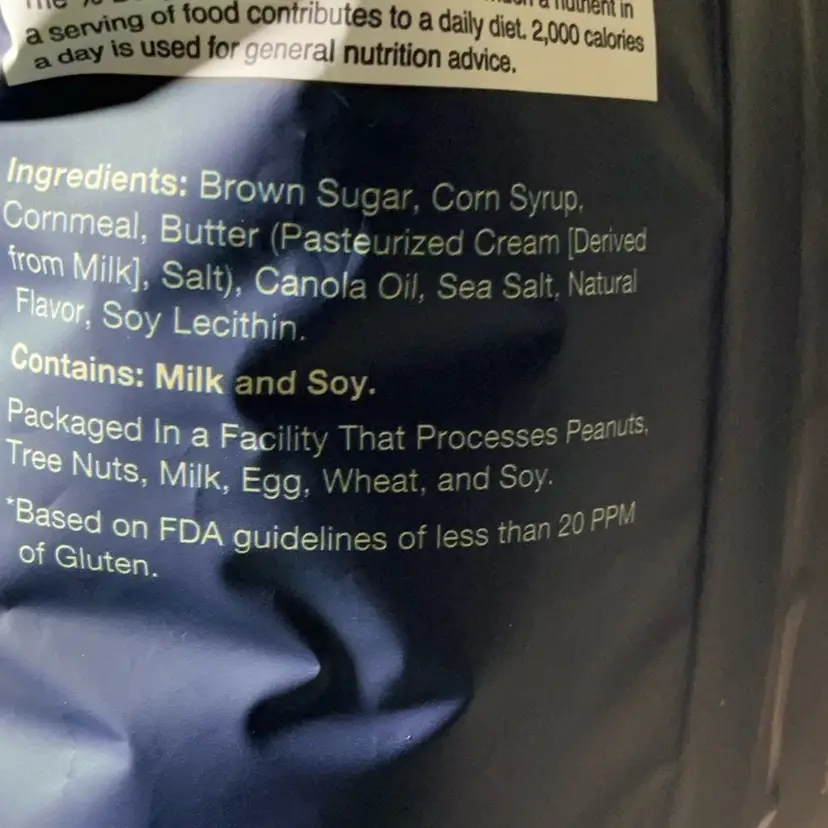 a nutrient in
a serving of food contributes to a daily diet. 2,000 calories
a day is used for general nutrition advice.
Ingredients: Brown Sugar, Corn Syrup,
Cornmeal, Butter (Pasteurized Cream [Derived
from Milk], Salt), Canola Oil, Sea Salt, Natural
Flavor, Soy Lecithin.
Contains: Milk and Soy.
Packaged In a Facility That Processes Peanuts,
Tree Nuts, Milk, Egg, Wheat, and Soy.
*Based on FDA guidelines of less than 20 PPM
of Gluten.